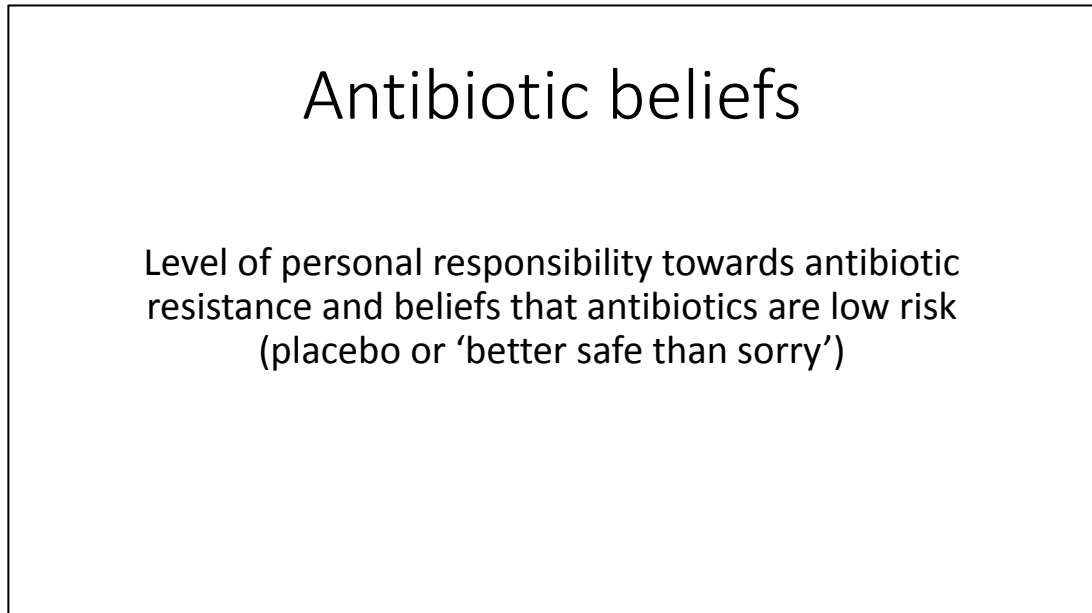 Antibiotic beliefs
Level of personal responsibility towards antibiotic
resistance and beliefs that antibiotics are low risk
(placebo or ‘better safe than sorry’)